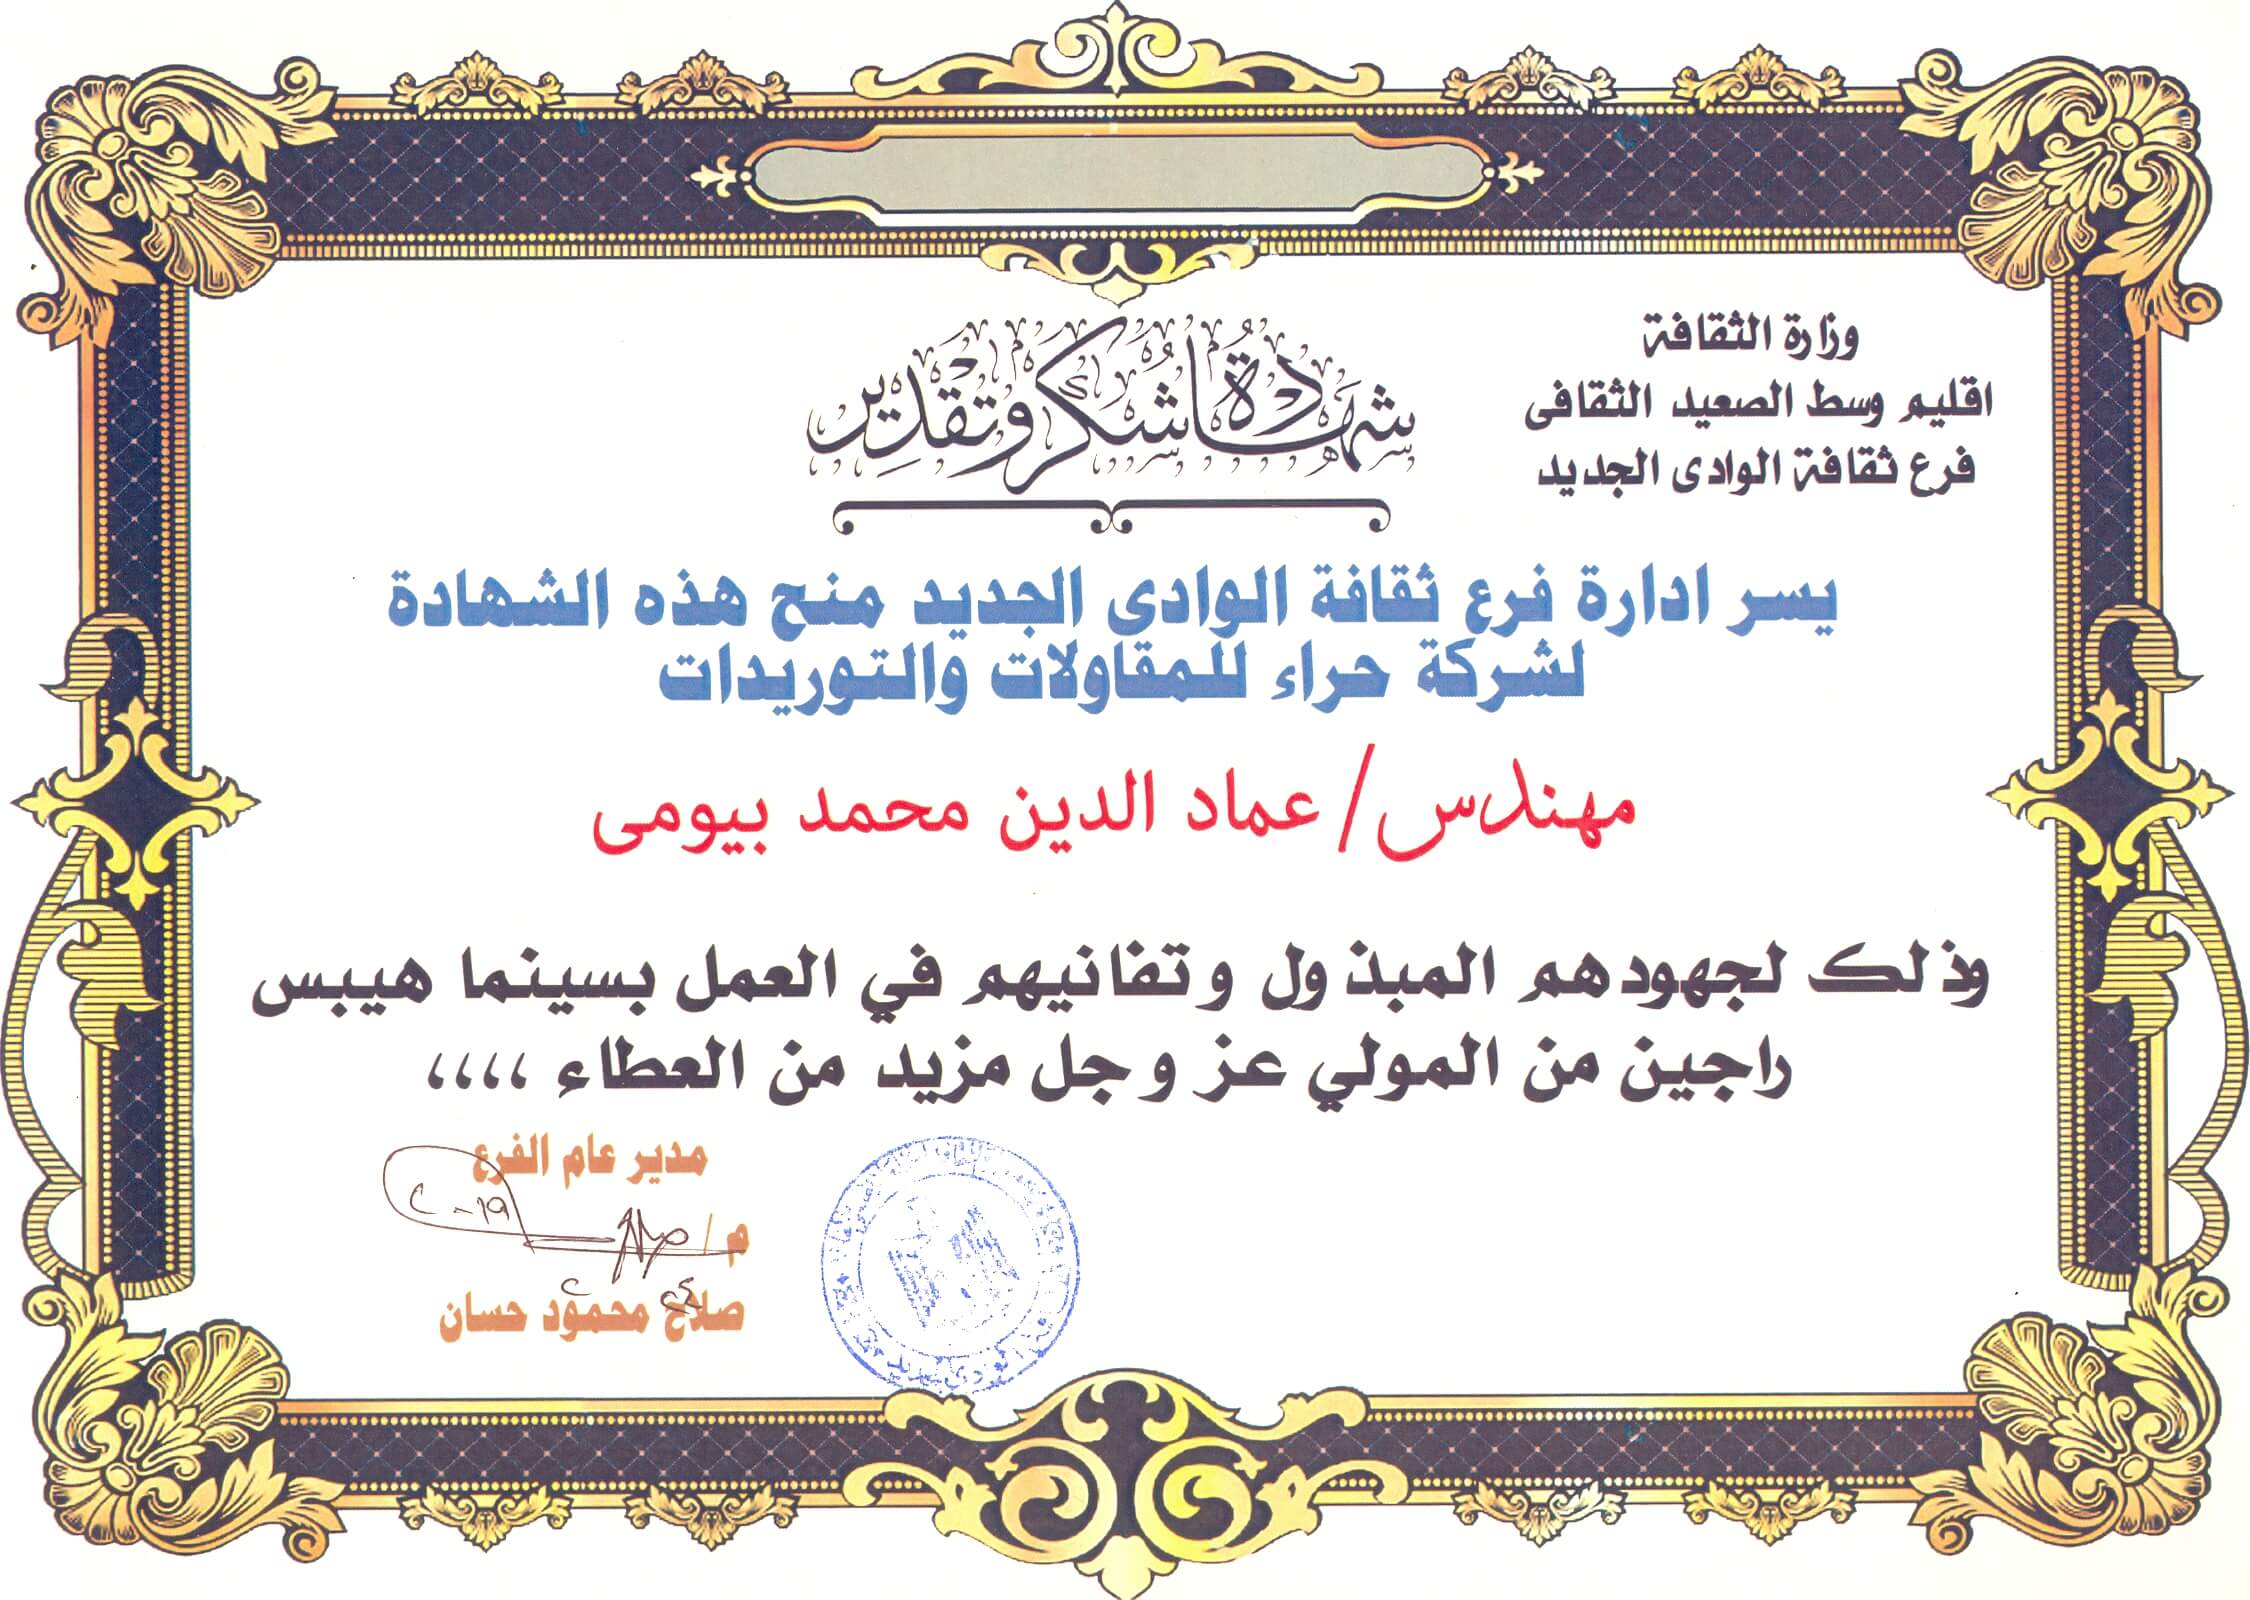 وزارة الثقافة
اقليم وسط الصعيد الثقافى
فرع ثقافة الوادى الجديد
شهادة شكر وتقدير
يسر ادارة فرع ثقافة الوادى الجديد منح هذه الشهادة
لشركة حراء للمقاولات والتوريدات
مهندس/ عماد الدين محمد بيومى
وذلك لجهودهم المبذول وتفانيهم في العمل بسينما هيبس
راجين من المولي عز وجل مزيد من العطاء ،،،،
مدير عام الفرع
م/
صلاح محمود حسان